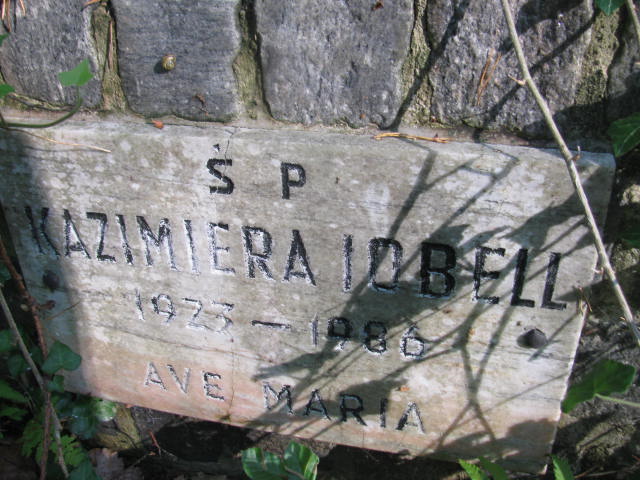 Ś P
KAZIMIERA IOBELL
1923 — 1986
AVE MARIA